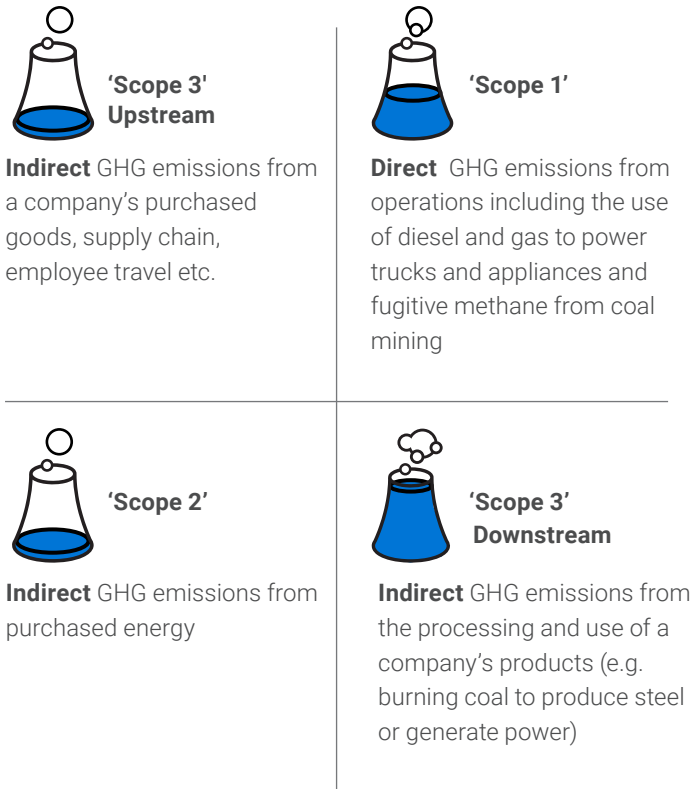 ‘Scope 3'
Upstream
Indirect GHG emissions from
a company’s purchased
goods, supply chain,
employee travel etc.
‘Scope 1’
Direct  GHG emissions from
operations including the use
of diesel and gas to power
trucks and appliances and
fugitive methane from coal
mining
‘Scope 2’
Indirect GHG emissions from
purchased energy
‘Scope 3’
Downstream
Indirect GHG emissions from
the processing and use of a
company’s products (e.g.
burning coal to produce steel
or generate power)